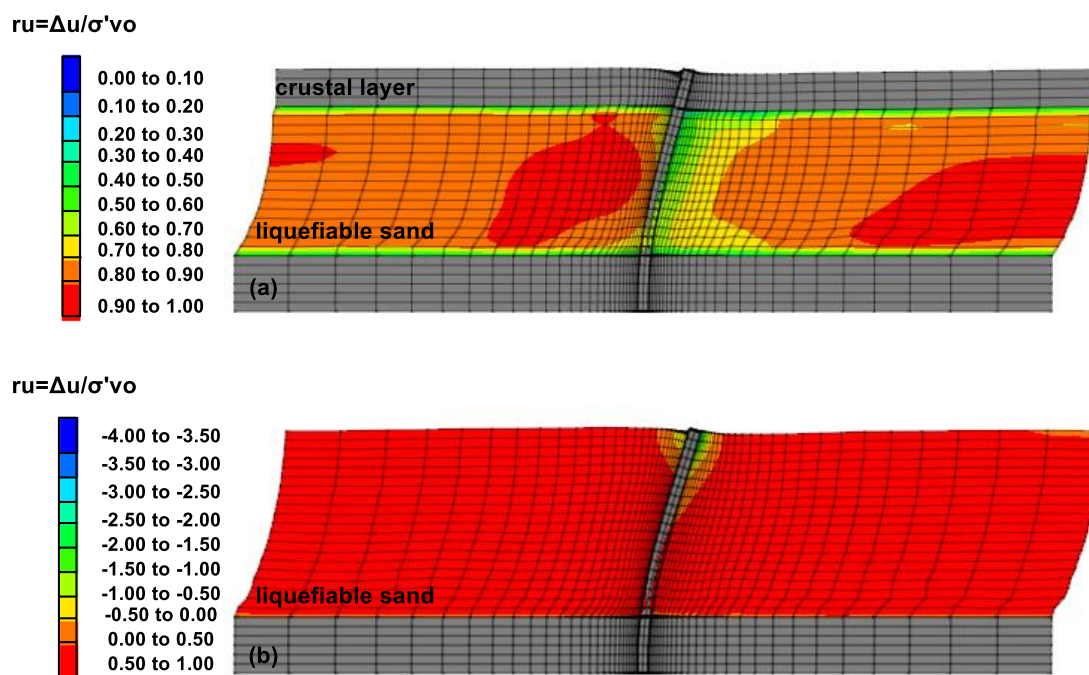 ru=Δu/σ'vo
0.00 to 0.10
0.10 to 0.20
0.20 to 0.30
0.30 to 0.40
0.40 to 0.50
0.50 to 0.60
0.60 to 0.70
0.70 to 0.80
0.80 to 0.90
0.90 to 1.00
crustal layer
liquefiable sand
(a)
ru=Δu/σ'vo
-4.00 to -3.50
-3.50 to -3.00
-3.00 to -2.50
-2.50 to -2.00
-2.00 to -1.50
-1.50 to -1.00
-1.00 to -0.50
-0.50 to 0.00
0.00 to 0.50
0.50 to 1.00
liquefiable sand
(b)